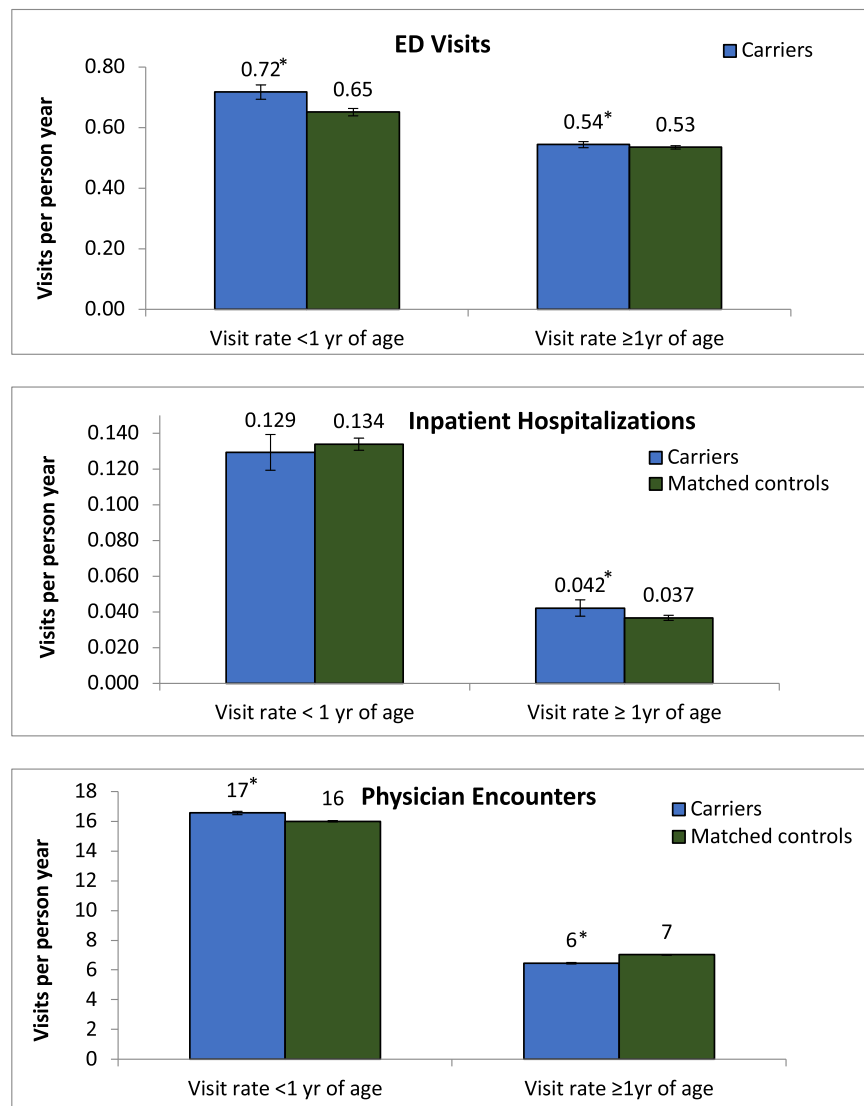 ED Visits
Carriers
Visits per person year
0.80
0.60
0.40
0.20
0.00
0.72*
0.65
0.54*
0.53
Visit rate <1 yr of age
Visit rate ≥1yr of age
Inpatient Hospitalizations
Carriers
Matched controls
Visits per person year
0.140
0.120
0.100
0.080
0.060
0.040
0.020
0.000
0.129
0.134
0.042*
0.037
Visit rate < 1 yr of age
Visit rate ≥ 1yr of age
Physician Encounters
Carriers
Matched controls
Visits per person year
18
16
14
12
10
8
6
4
2
0
17*
16
6*
7
Visit rate <1 yr of age
Visit rate ≥1yr of age